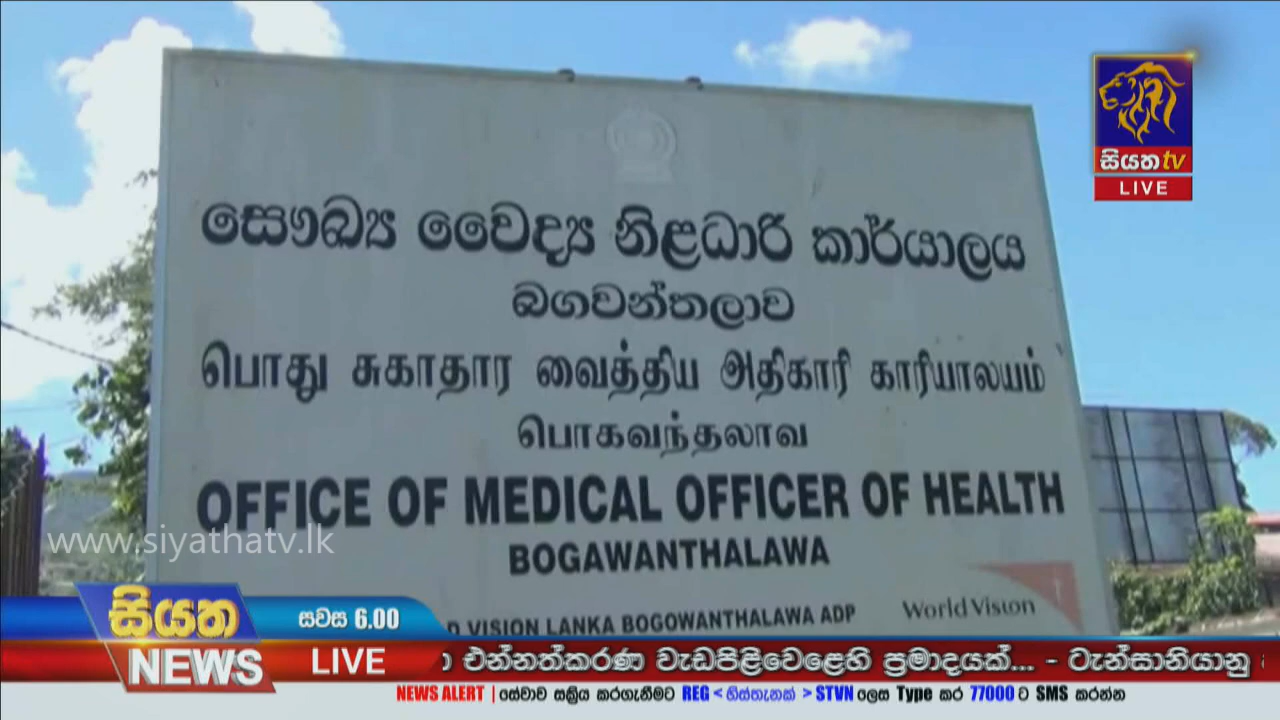 සියත tv
LIVE
සෞඛ්‍ය වෛද්‍ය නිළධාරි කාර්යාලය
බගවන්තලාව
பொது சுகாதார வைத்திய அதிகாரி காரியாலயம்
பொகவந்தலாவ
OFFICE OF MEDICAL OFFICER OF HEALTH
BOGAWANTHALAWA
www.siyathatv.lk
D VISION LANKA BOGOWANTHALAWA ADP World Vision
සියත සවස 6.00
NEWS LIVE එන්නත්කරණ වැඩපිළිවෙළෙහි ප්‍රමාදයක්... - ටැන්සානියානු
NEWS ALERT | සේවාව සක්‍රිය කරගැනීමට REG < හිස්තැනක් > STVN ලෙස Type කර 77000 ට SMS කරන්න